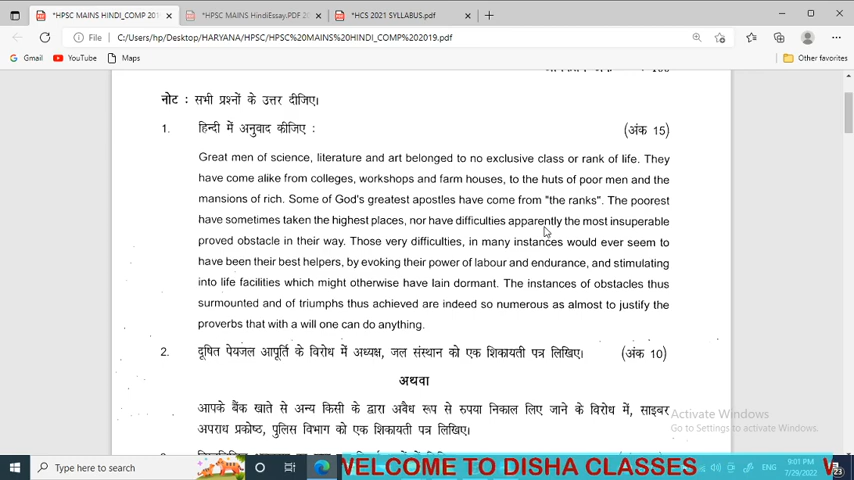 *HPSC MAINS HINDI_COMP 201
*HPSC MAINS HindiEssay.PDF 2
*HCS 2021 SYLLABUS.pdf
File
C:/Users/hp/Desktop/HARYANA/HPSC/HPSC%20MAINS%20HINDI_COMP%202019.pdf
Gmail
YouTube
Maps
Other favorites
नोट : सभी प्रश्नों के उत्तर दीजिए।
1. हिन्दी में अनुवाद कीजिए : (अंक 15)
Great men of science, literature and art belonged to no exclusive class or rank of life. They
have come alike from colleges, workshops and farm houses, to the huts of poor men and the
mansions of rich. Some of God's greatest apostles have come from "the ranks". The poorest
have sometimes taken the highest places, nor have difficulties apparently the most insuperable
proved obstacle in their way. Those very difficulties, in many instances would ever seem to
have been their best helpers, by evoking their power of labour and endurance, and stimulating
into life facilities which might otherwise have lain dormant. The instances of obstacles thus
surmounted and of triumphs thus achieved are indeed so numerous as almost to justify the
proverbs that with a will one can do anything.
2. दूषित पेयजल आपूर्ति के विरोध में अध्यक्ष, जल संस्थान को एक शिकायती पत्र लिखिए। (अंक 10)
अथवा
आपके बैंक खाते से अन्य किसी के द्वारा अवैध रूप से रुपया निकाल लिए जाने के विरोध में, साइबर
अपराध प्रकोष्ठ, पुलिस विभाग को एक शिकायती पत्र लिखिए।
Activate Windows
Go to Settings to activate Windows.
Type here to search
WELCOME TO DISHA CLASSES
ENG
9:01 PM
7/29/2022
23